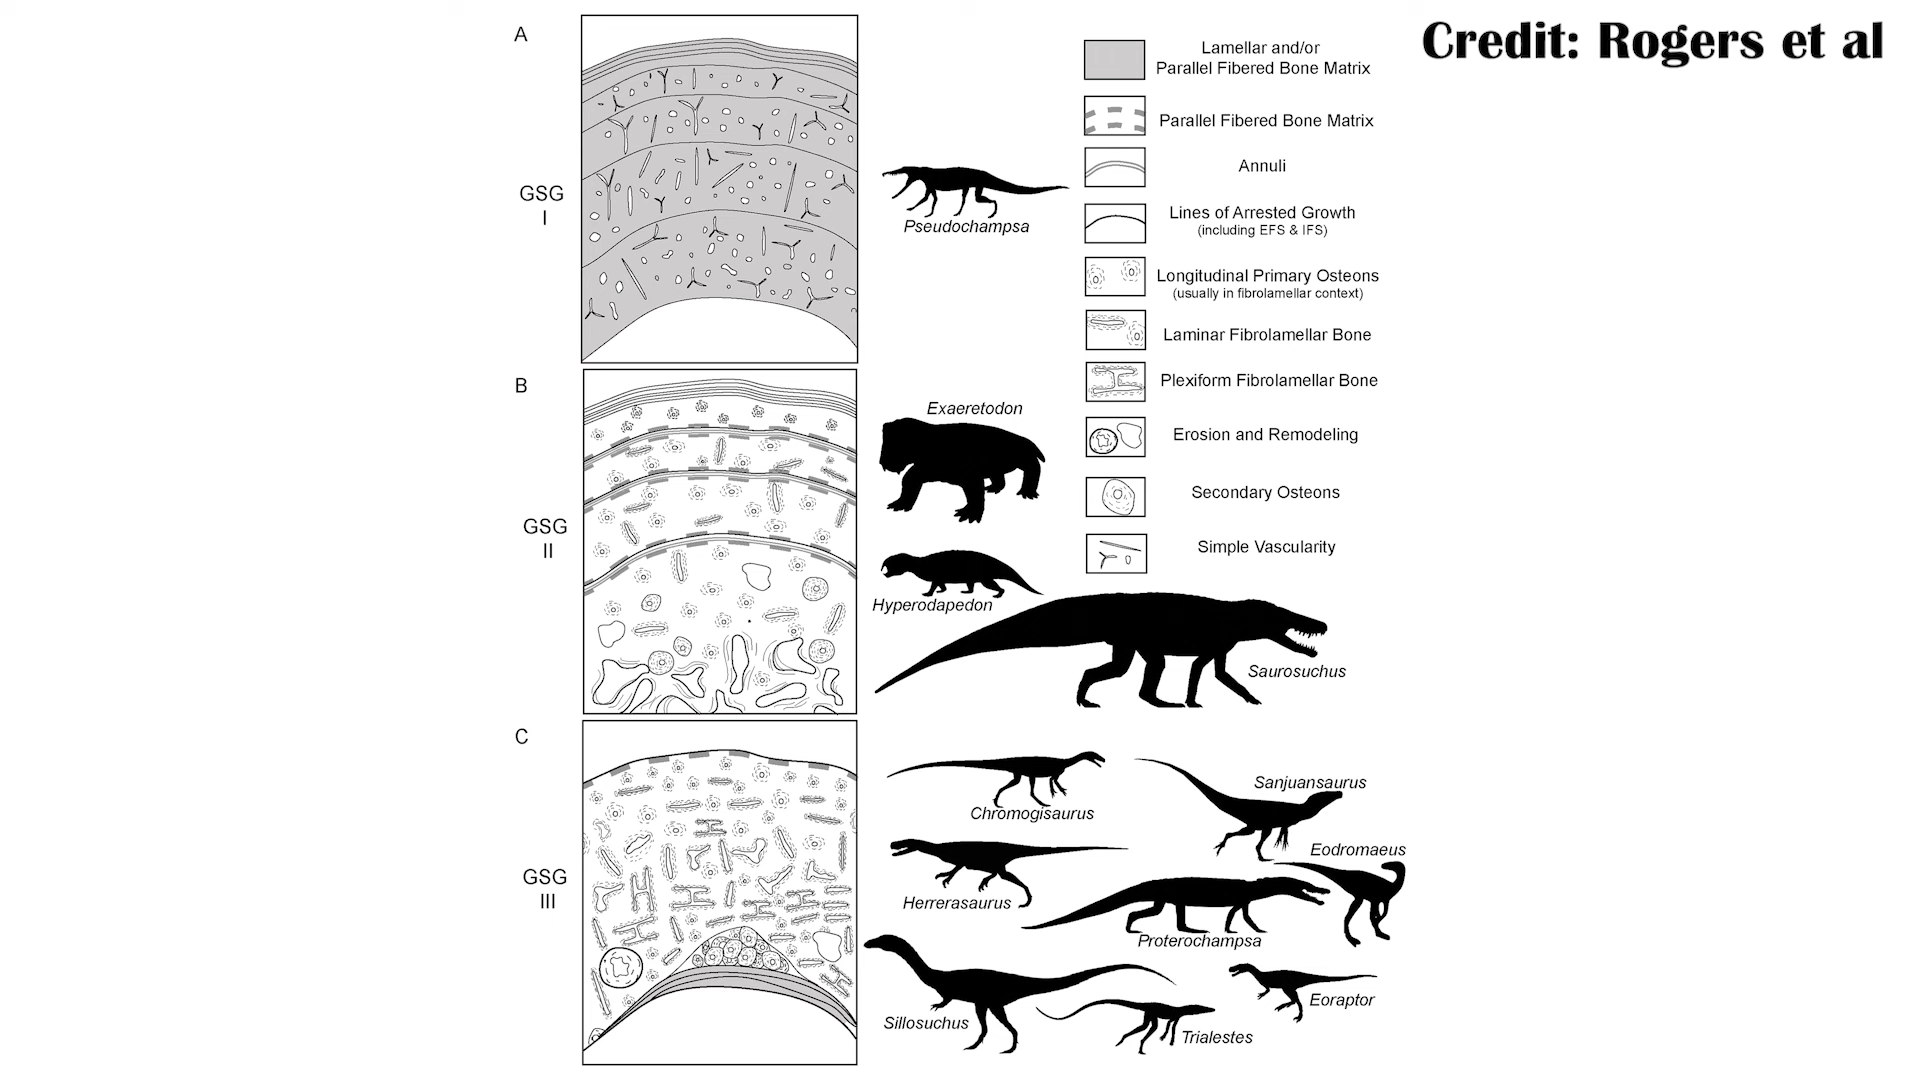 Credit: Rogers et al
A
GSG
I
Pseudochampsa
Lamellar and/or
Parallel Fibered Bone Matrix
Parallel Fibered Bone Matrix
Annuli
Lines of Arrested Growth
(including EFS & IFS)
Longitudinal Primary Osteons
(usually in fibrolamellar context)
Laminar Fibrolamellar Bone
Plexiform Fibrolamellar Bone
Erosion and Remodeling
Secondary Osteons
Simple Vascularity
B
GSG
II
Exaeretodon
Hyperodapedon
Saurosuchus
C
GSG
III
Chromogisaurus
Sanjuansaurus
Eodromaeus
Herrerasaurus
Proterochampsa
Sillosuchus
Trialestes
Eoraptor